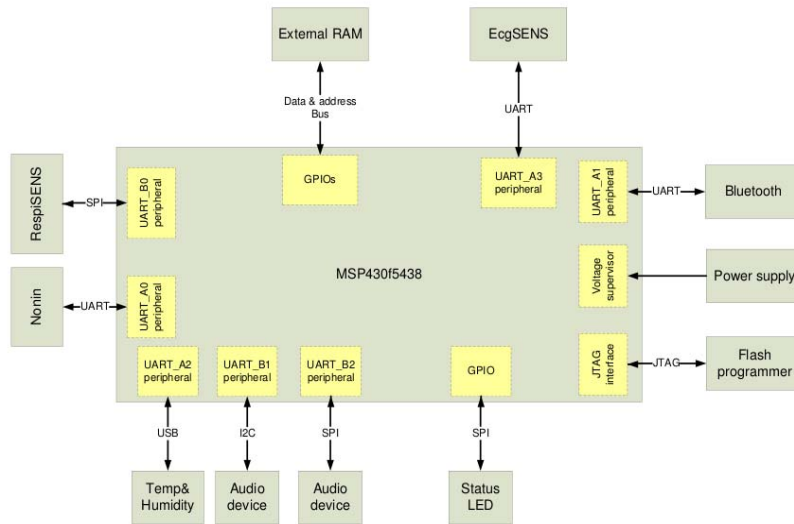 External RAM
EcgSENS
Data & address
Bus
UART
RespiSENS
SPI
UART_B0
peripheral
GPIOs
UART_A3
peripheral
UART_A1
peripheral
UART
Bluetooth
MSP430f5438
Voltage
supervisor
Power supply
Nonin
UART
UART_A0
peripheral
JTAG
interface
JTAG
Flash
programmer
UART_A2
peripheral
UART_B1
peripheral
UART_B2
peripheral
GPIO
USB
I2C
SPI
SPI
Temp&
Humidity
Audio
device
Audio
device
Status
LED